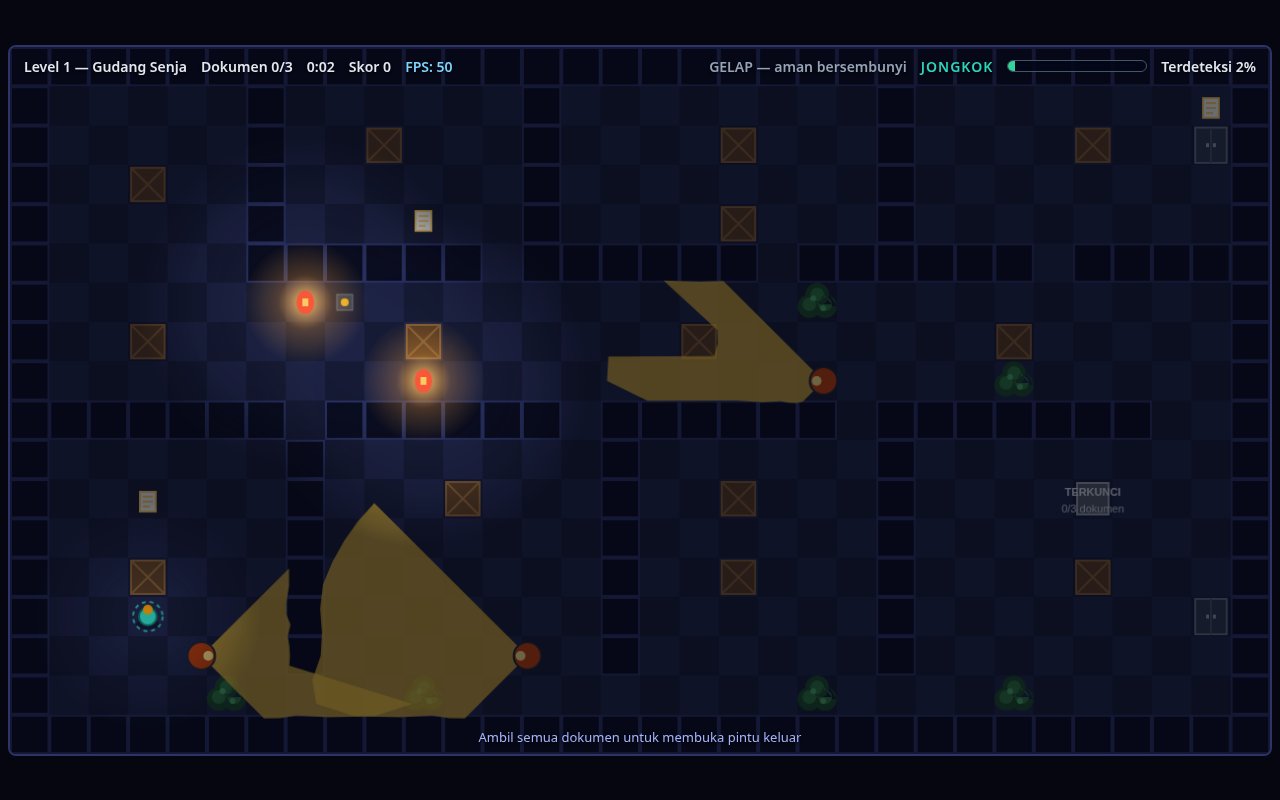 Level 1 — Gudang Senja Dokumen 0/3 0:02 Skor 0 FPS: 50 GELAP — aman bersembunyi JONGKOK Terdeteksi 2%
TERKUNCI
0/3 dokumen
Ambil semua dokumen untuk membuka pintu keluar